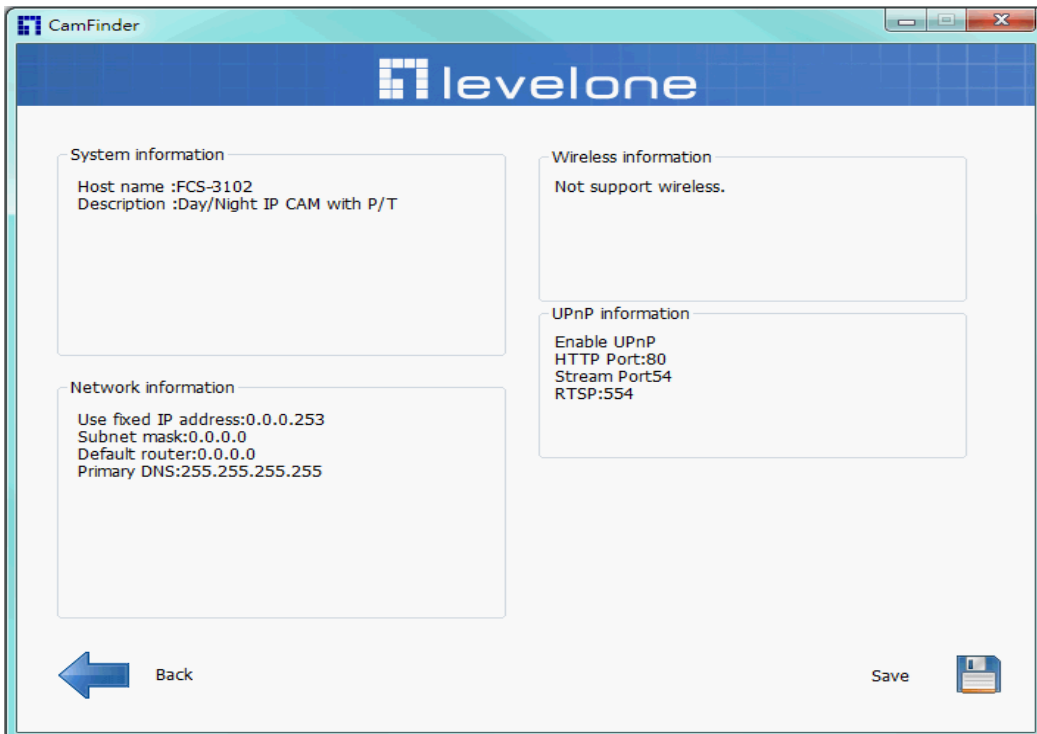 CamFinder
levelone
System information
Host name :FCS-3102
Description :Day/Night IP CAM with P/T
Network information
Use fixed IP address:0.0.0.253
Subnet mask:0.0.0.0
Default router:0.0.0.0
Primary DNS:255.255.255.255
Wireless information
Not support wireless.
UPnP information
Enable UPnP
HTTP Port:80
Stream Port54
RTSP:554
Back
Save